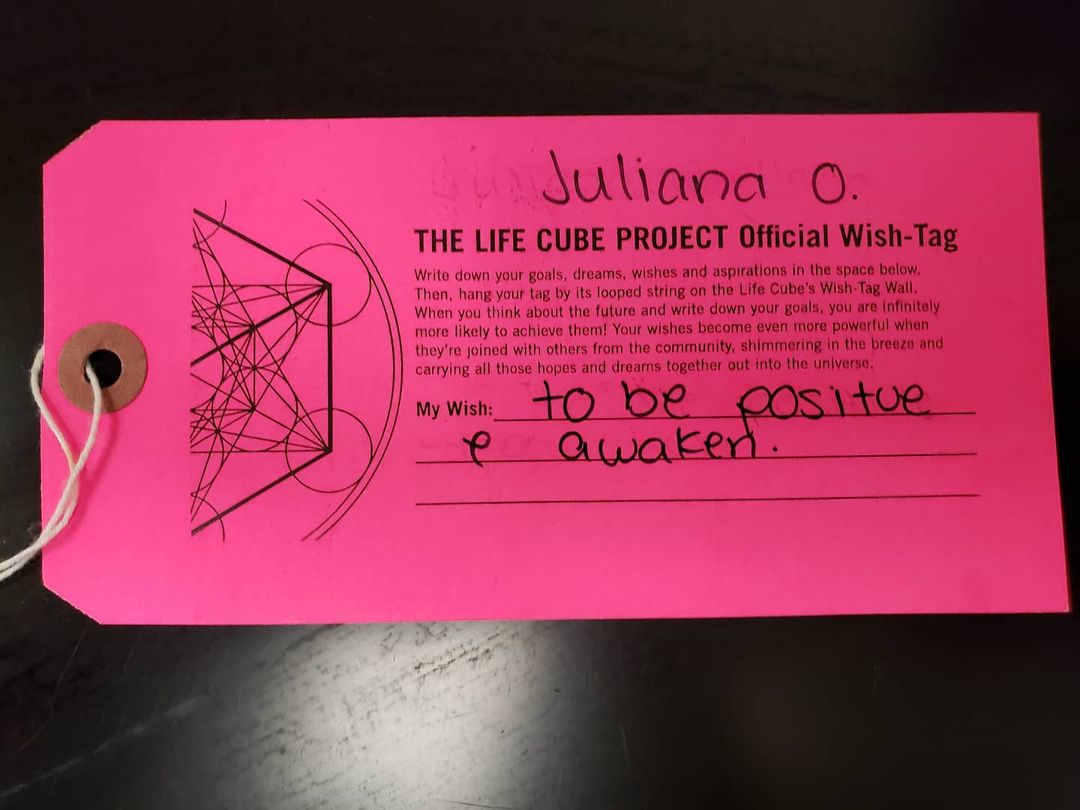 Juliana O.
THE LIFE CUBE PROJECT Official Wish-Tag
Write down your goals, dreams, wishes and aspirations in the space below.
Then, hang your tag by its looped string on the Life Cube's Wish-Tag Wall.
When you think about the future and write down your goals, you are infinitely
more likely to achieve them! Your wishes become even more powerful when
they're joined with others from the community, shimmering in the breeze and
carrying all those hopes and dreams together out into the universe.
My Wish: to be positue
e awaken.